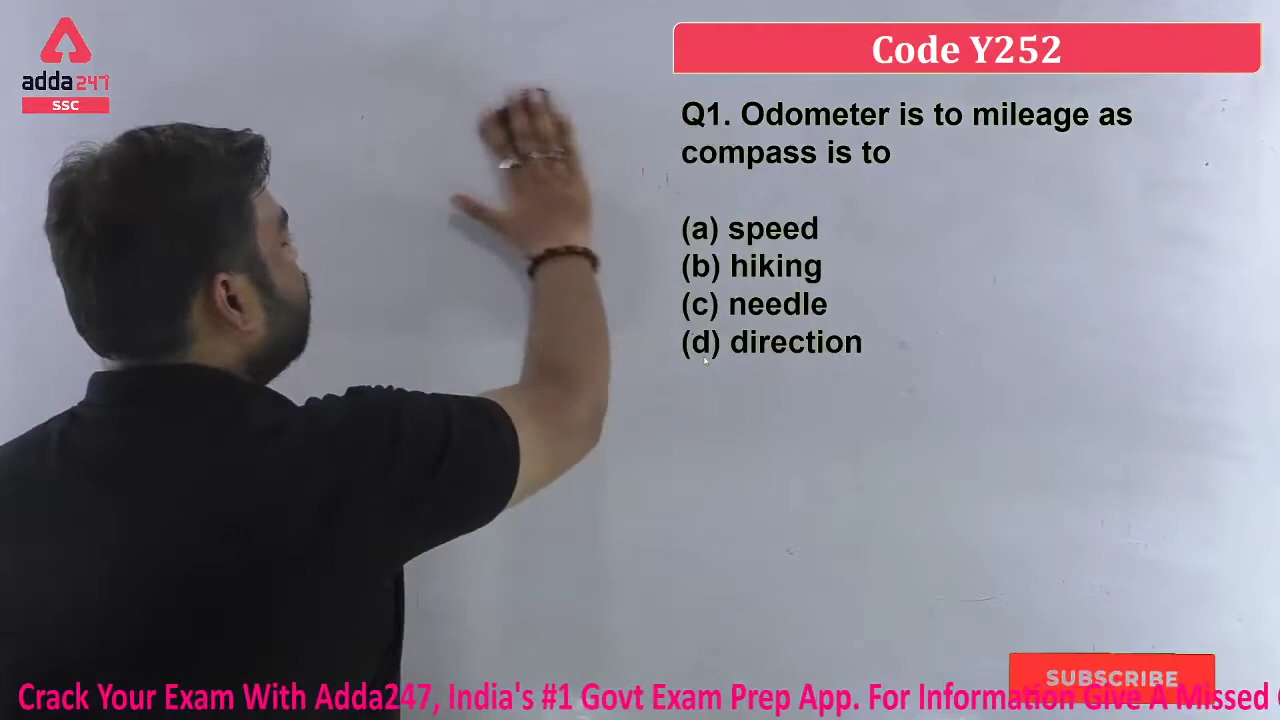 adda247
SSC
Code Y252
Q1. Odometer is to mileage as
compass is to
(a) speed
(b) hiking
(c) needle
(d) direction
SUBSCRIBE
Crack Your Exam With Adda247, India's #1 Govt Exam Prep App. For Information Give A Missed